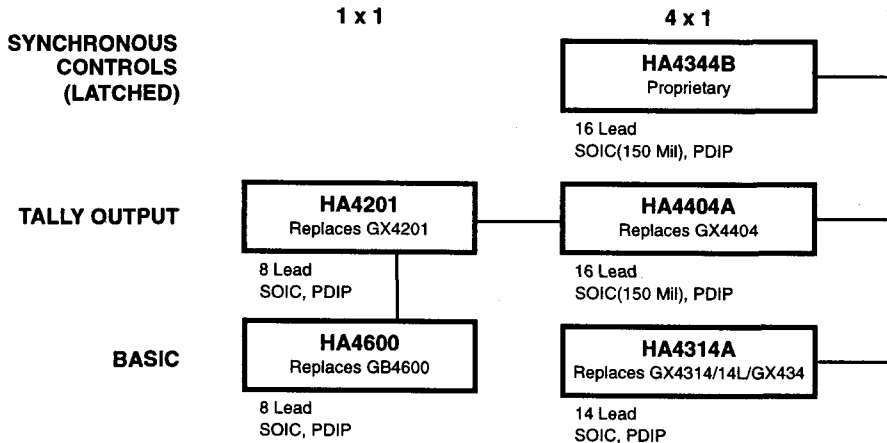 1 x 1
4 x 1
SYNCHRONOUS
CONTROLS
(LATCHED)
HA4344B
Proprietary
16 Lead
SOIC(150 Mil), PDIP
TALLY OUTPUT
HA4201
Replaces GX4201
8 Lead
SOIC, PDIP
HA4404A
Replaces GX4404
16 Lead
SOIC(150 Mil), PDIP
BASIC
HA4600
Replaces GB4600
8 Lead
SOIC, PDIP
HA4314A
Replaces GX4314/14L/GX434
14 Lead
SOIC, PDIP